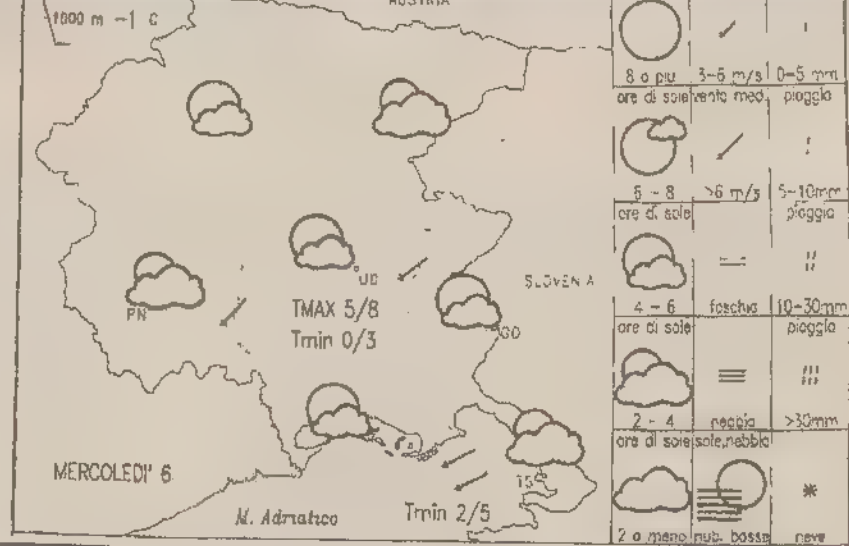 AUSTRIA
1000 m -1 C
UD
SLOVENIA
PN
TMAX 5/8
Tmin 0/3
GO
MERCOLEDI' 6
TS
M. Adriatico
Tmin 2/5
8 o piu
ore di sole
3-6 m/s
vento med.
0-5 mm
pioggia
6 - 8
ore di sole
>6 m/s
5-10mm
pioggia
4 - 6
ore di sole
foschia
10-30mm
pioggia
2 - 4
ore di sole
nebbia
>30mm
2 o meno
sole,nebbia
nub. basse
neve